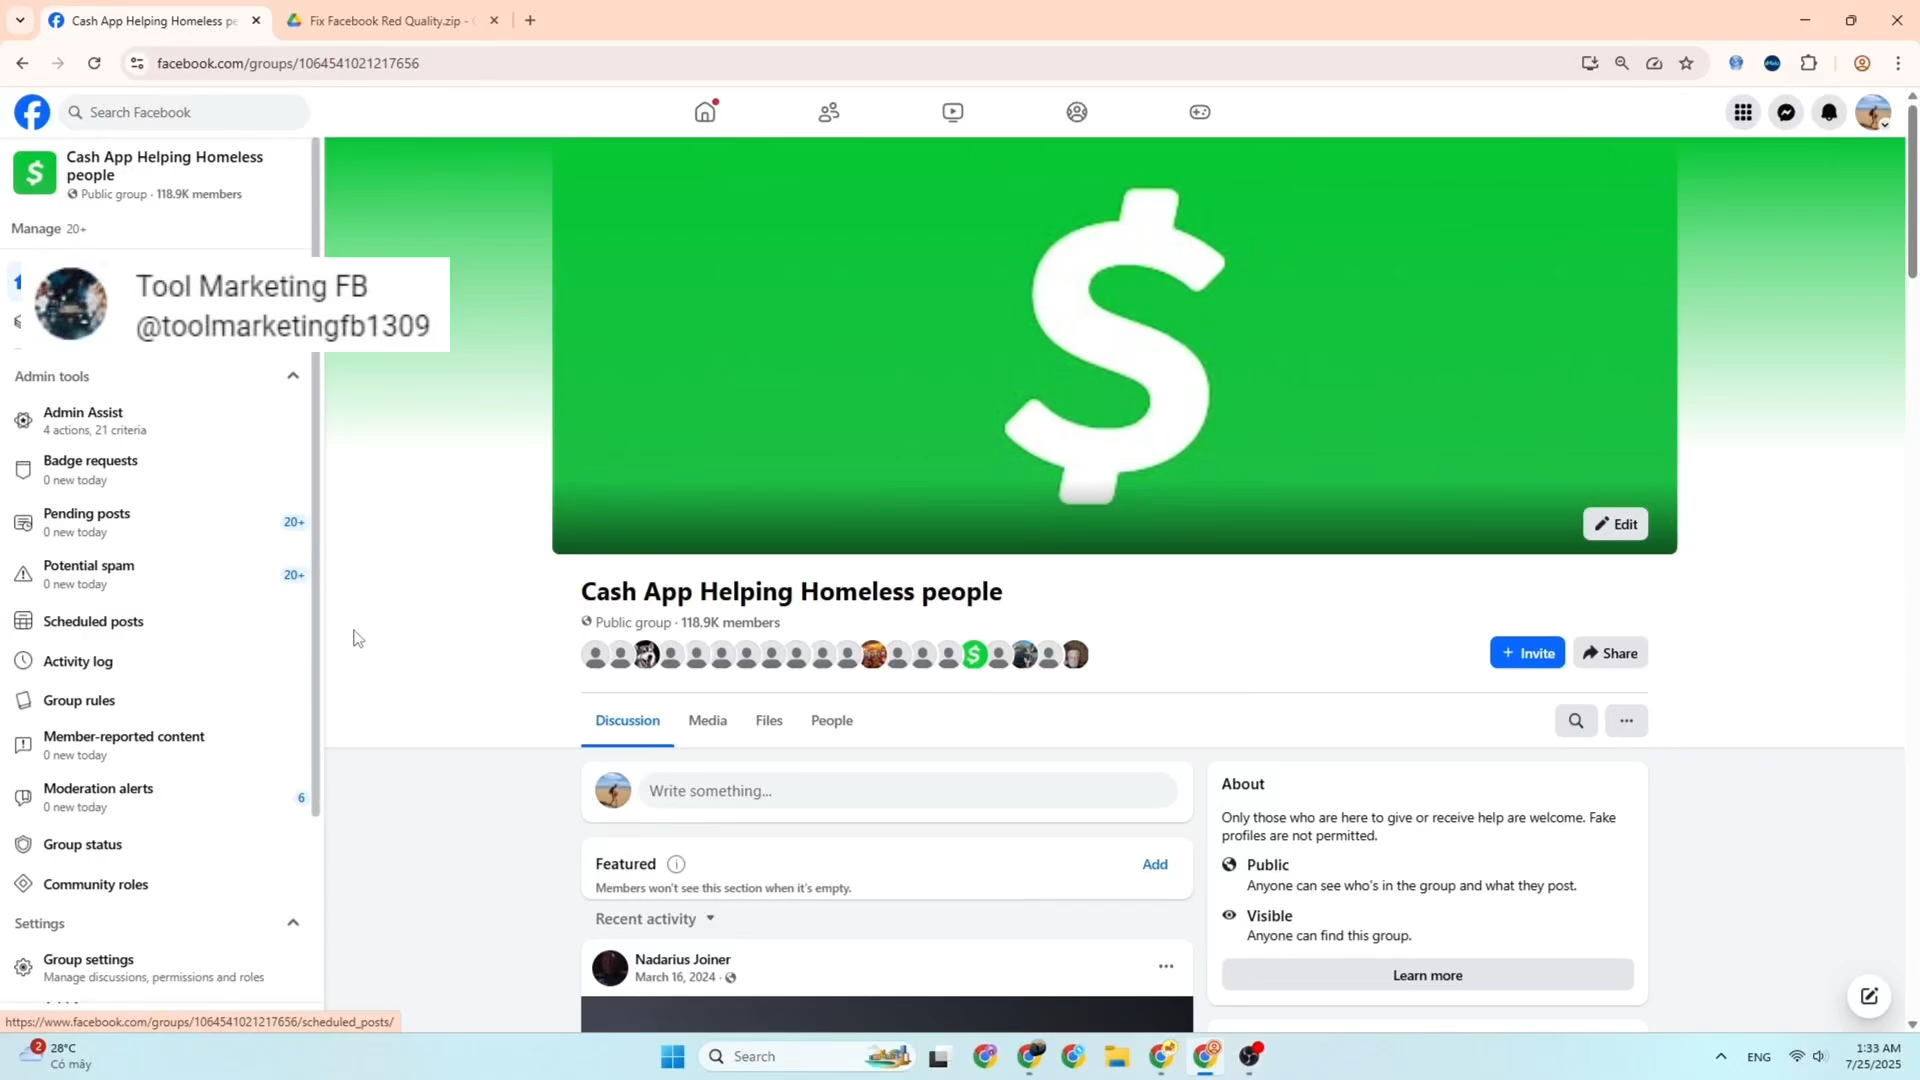 Cash App Helping Homeless pe
Fix Facebook Red Quality.zip -
facebook.com/groups/1064541021217656
Search Facebook
Cash App Helping Homeless
people
Public group · 118.9K members
Manage 20+
Tool Marketing FB
@toolmarketingfb1309
Admin tools
Admin Assist
4 actions, 21 criteria
Badge requests
0 new today
Pending posts
0 new today
20+
Potential spam
0 new today
20+
Scheduled posts
Activity log
Group rules
Member-reported content
0 new today
Moderation alerts
0 new today
6
Group status
Community roles
Settings
Group settings
Manage discussions, permissions and roles
https://www.facebook.com/groups/1064541021217656/scheduled_posts/
$
Edit
Cash App Helping Homeless people
Public group · 118.9K members
+ Invite
Share
Discussion
Media
Files
People
Write something...
Featured
Add
Members won't see this section when it's empty.
Recent activity
Nadarius Joiner
March 16, 2024 ·
About
Only those who are here to give or receive help are welcome. Fake
profiles are not permitted.
Public
Anyone can see who's in the group and what they post.
Visible
Anyone can find this group.
Learn more
2
28°C
Có mây
Search
ENG
1:33 AM
7/25/2025